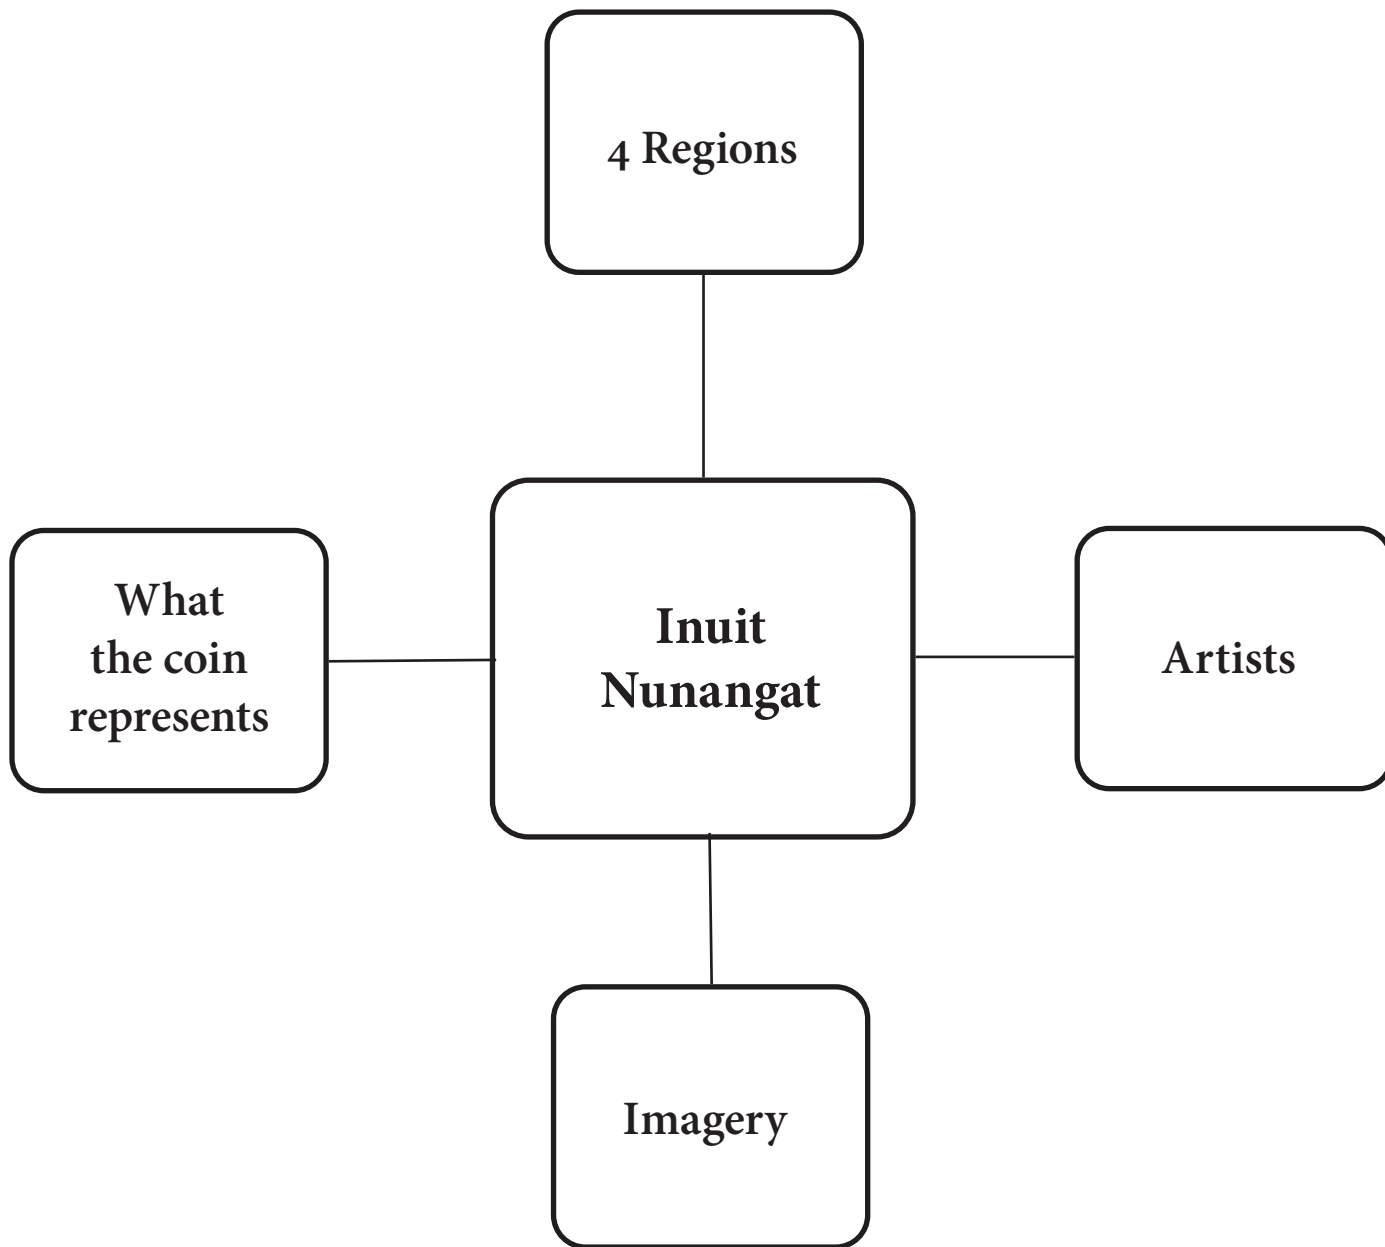 4 Regions
What
the coin
represents
Inuit
Nunangat
Artists
Imagery